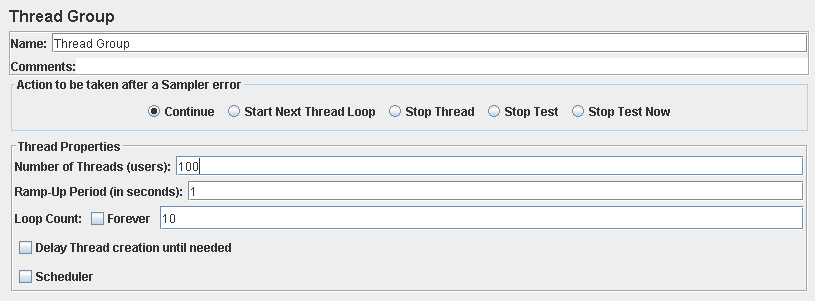 Thread Group
Name: Thread Group
Comments:
Action to be taken after a Sampler error
Continue Start Next Thread Loop Stop Thread Stop Test Stop Test Now
Thread Properties
Number of Threads (users): 100
Ramp-Up Period (in seconds): 1
Loop Count: Forever 10
Delay Thread creation until needed
Scheduler